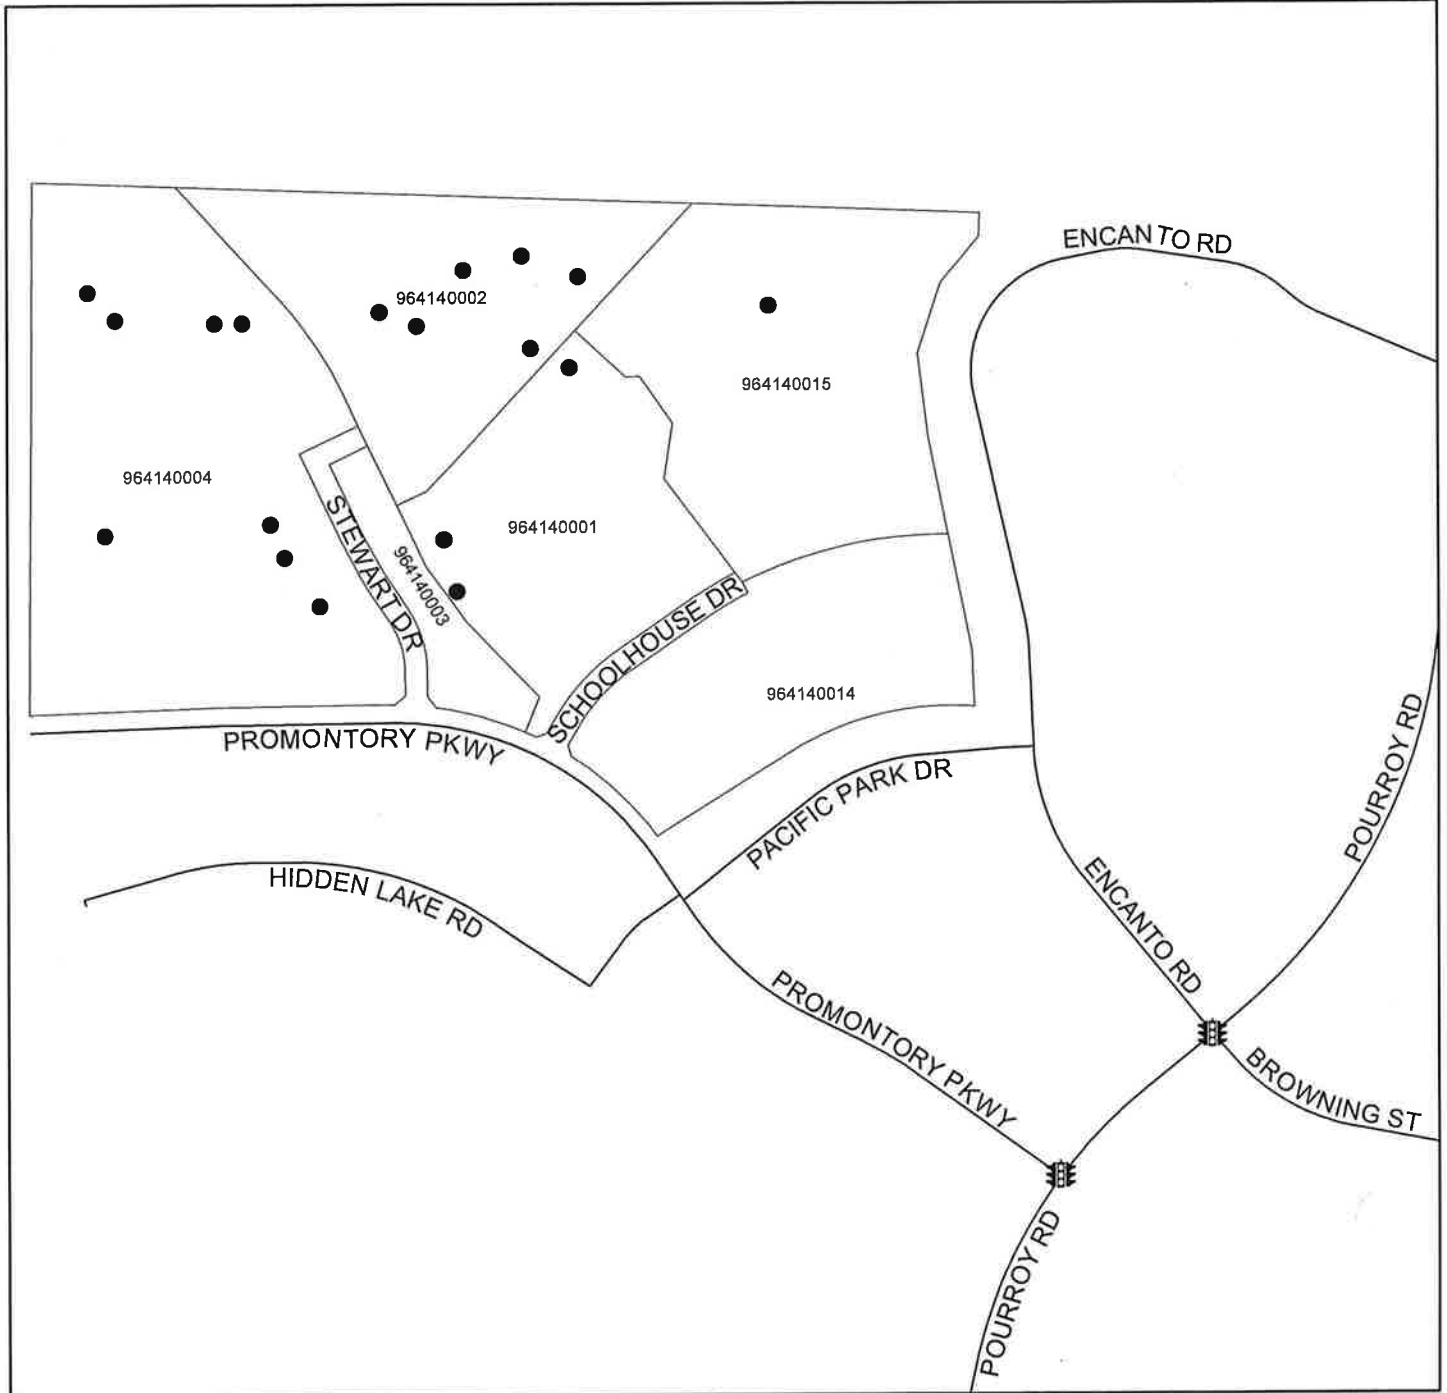 ENCANTO RD
964140002
964140015
964140004
964140001
STEWART DR
964140003
SCHOOLHOUSE DR
964140014
PROMONTORY PKWY
PACIFIC PARK DR
POURROY RD
HIDDEN LAKE RD
ENCANTO RD
PROMONTORY PKWY
BROWNING ST
POURROY RD